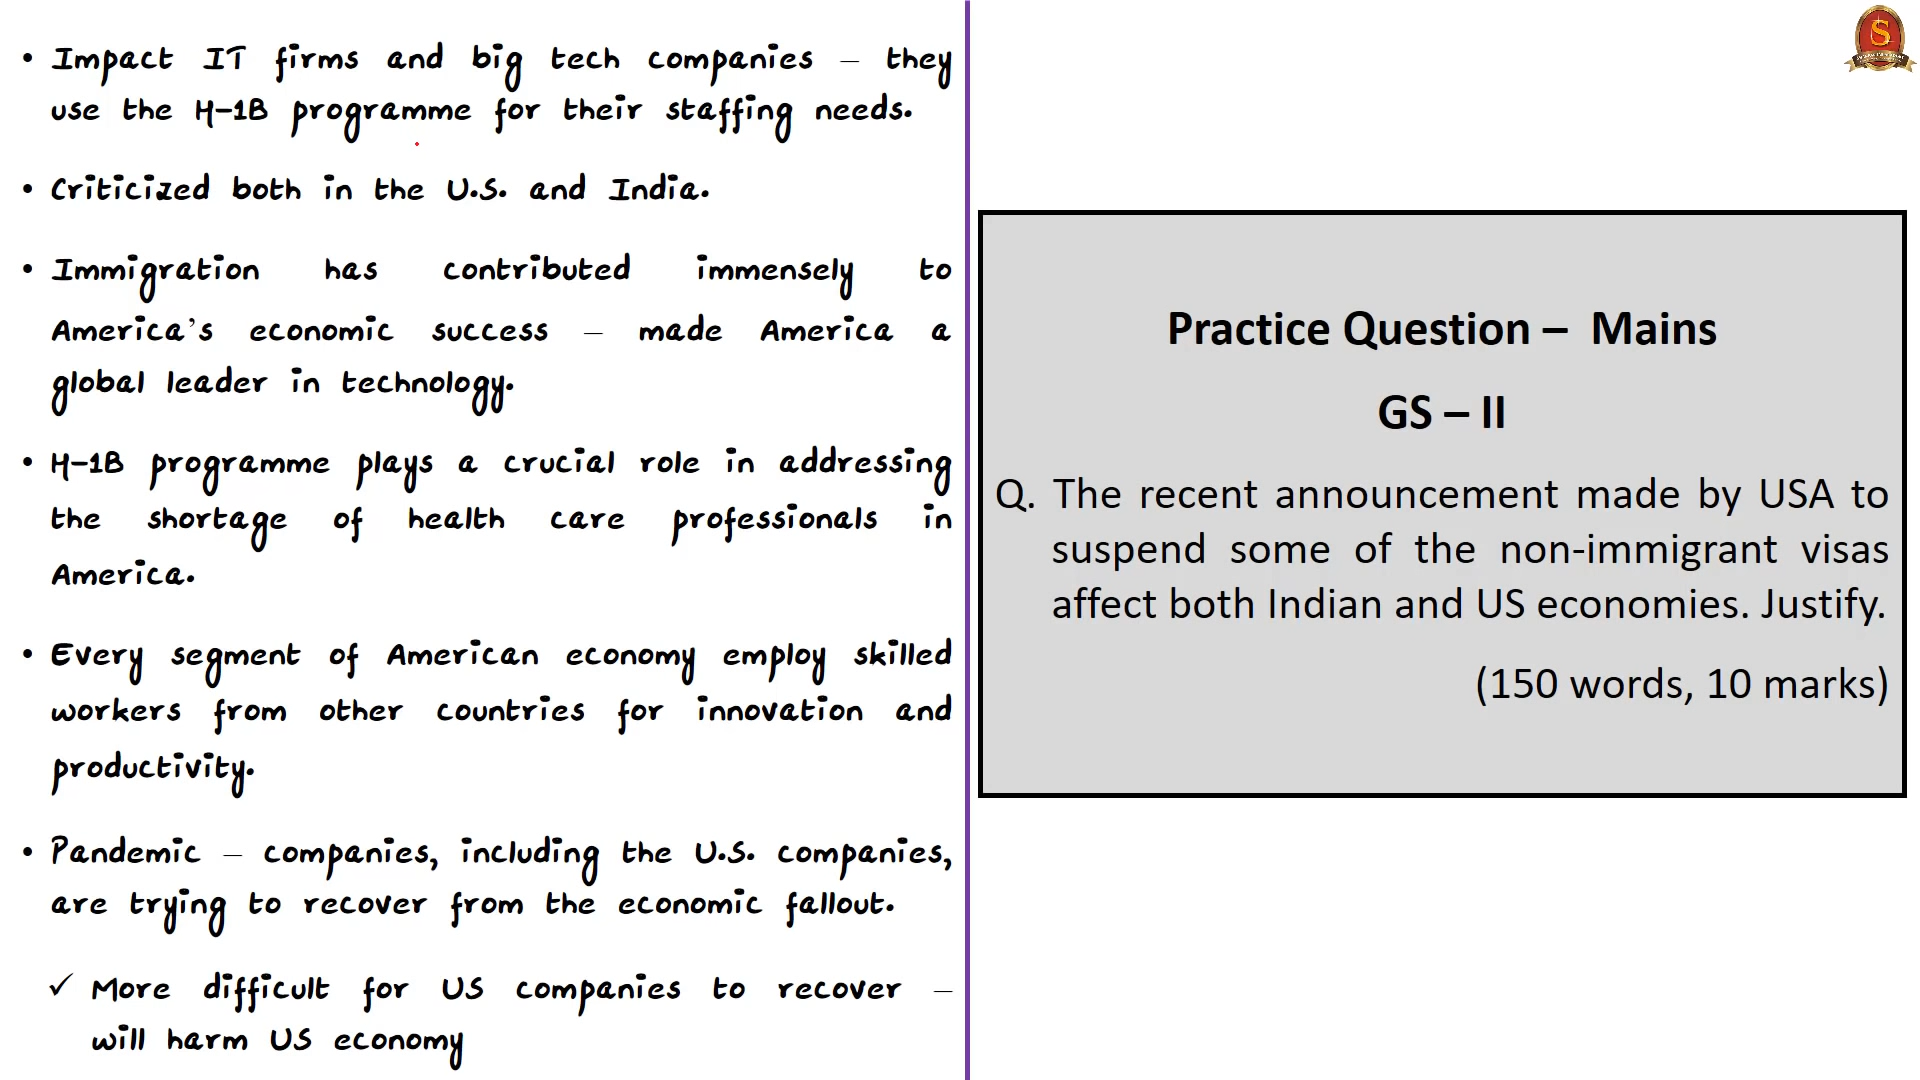 • Impact IT firms and big tech companies – they
use the H-1B programme for their staffing needs.
• Criticized both in the U.S. and India.
• Immigration has contributed immensely to
America's economic success – made America a
global leader in technology.
• H-1B programme plays a crucial role in addressing
the shortage of health care professionals in
America.
• Every segment of American economy employ skilled
workers from other countries for innovation and
productivity.
• Pandemic – companies, including the U.S. companies,
are trying to recover from the economic fallout.
✓ More difficult for US companies to recover –
will harm US economy
Practice Question – Mains
GS – II
Q. The recent announcement made by USA to
suspend some of the non-immigrant visas
affect both Indian and US economies. Justify.
(150 words, 10 marks)
S